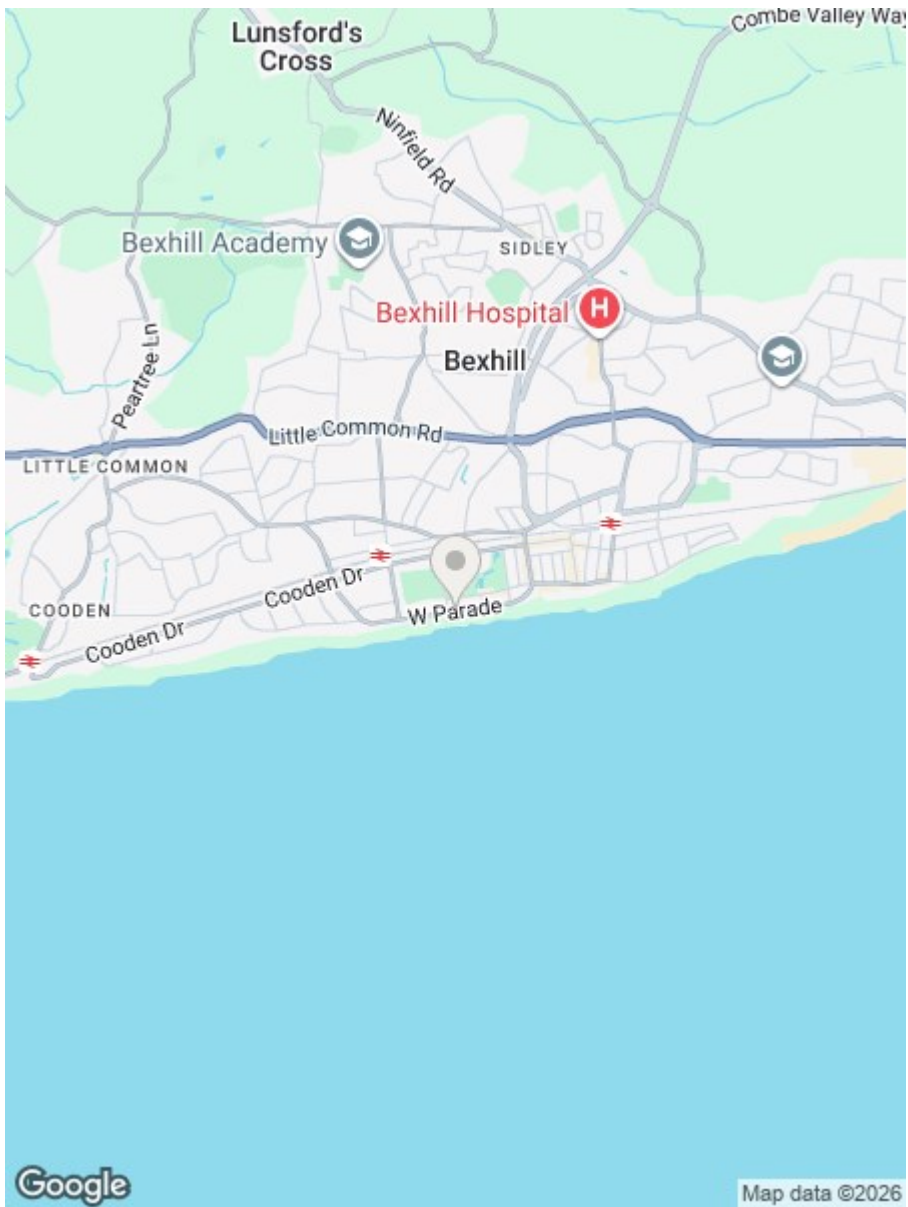 Combe Valley Way
Lunsford's
Cross
Ninfield Rd
Bexhill Academy
SIDLEY
Bexhill Hospital
H
Bexhill
Peartree Ln
Little Common Rd
LITTLE COMMON
Cooden Dr
COODEN
W Parade
Cooden Dr
Google
Map data ©2026